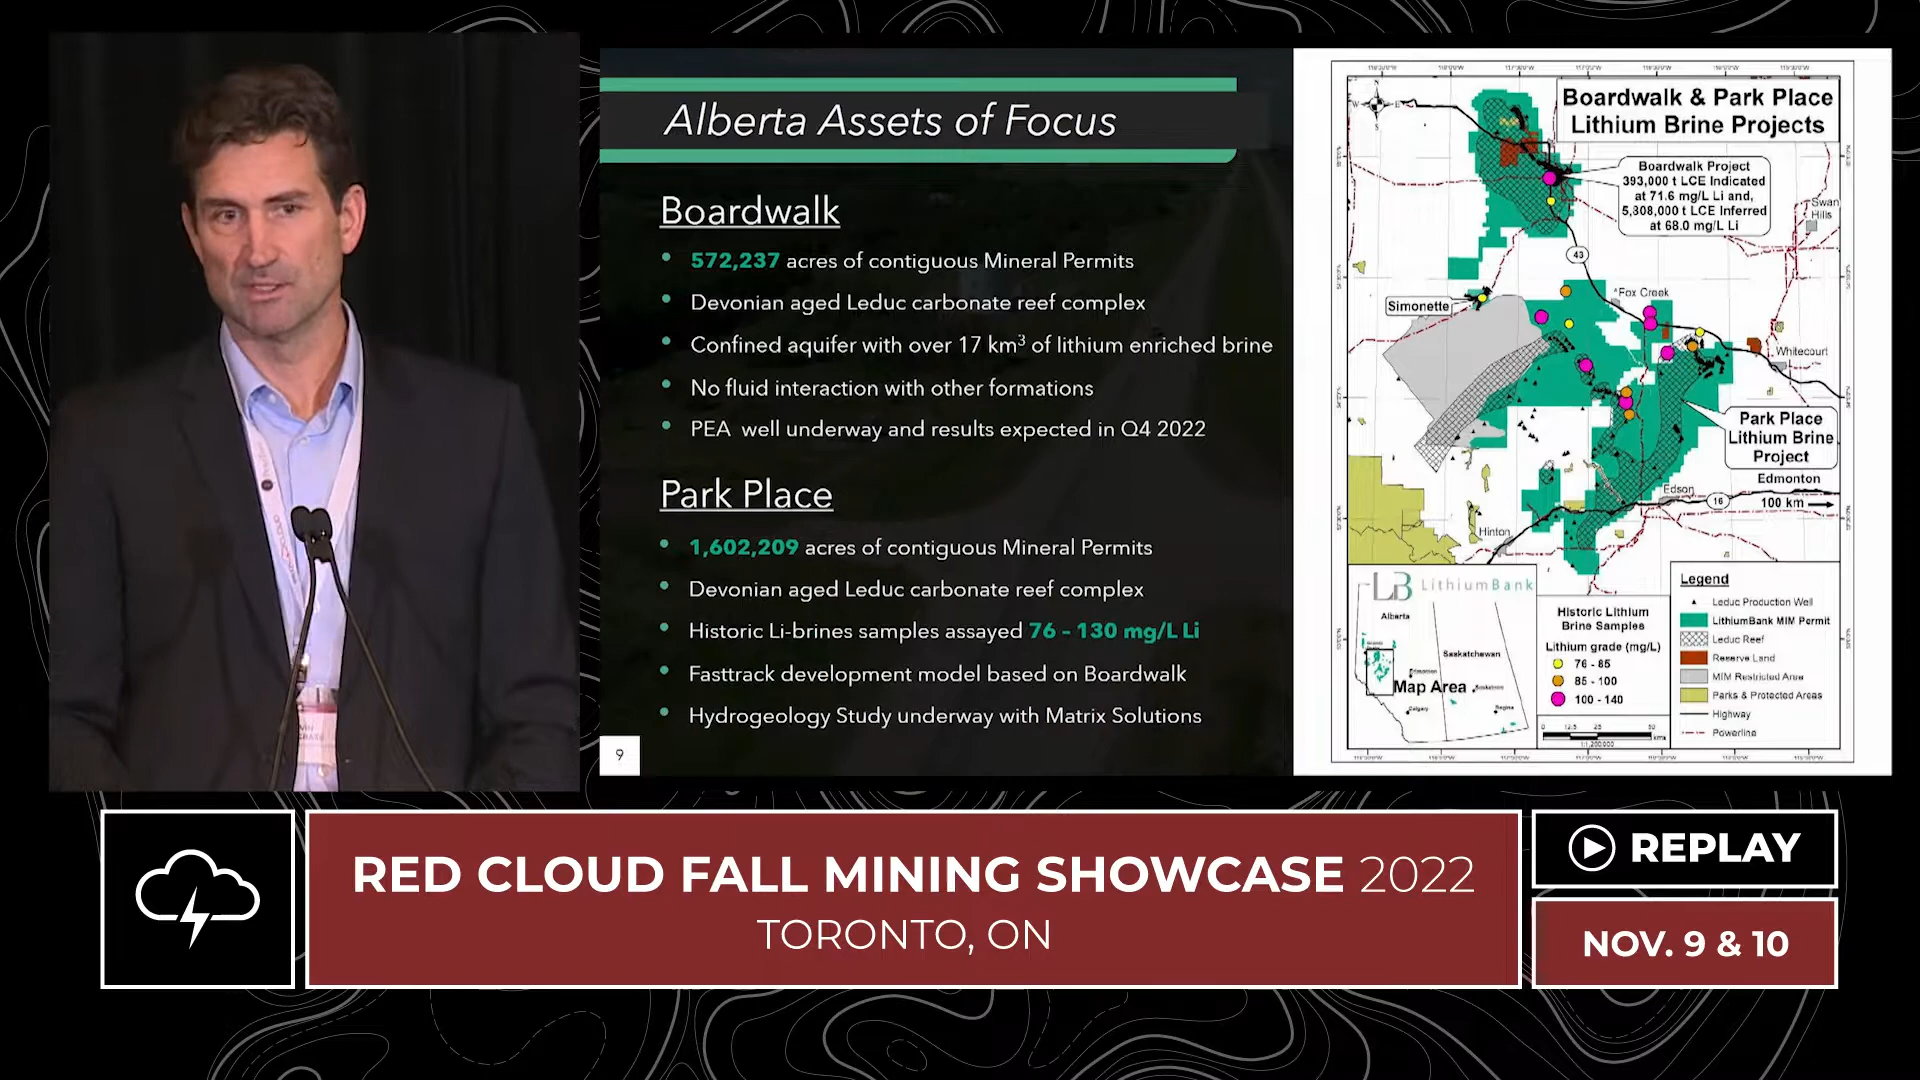 Alberta Assets of Focus
Boardwalk
• 572,237 acres of contiguous Mineral Permits
• Devonian aged Leduc carbonate reef complex
• Confined aquifer with over 17 km³ of lithium enriched brine
• No fluid interaction with other formations
• PEA well underway and results expected in Q4 2022
Park Place
• 1,602,209 acres of contiguous Mineral Permits
• Devonian aged Leduc carbonate reef complex
• Historic Li-brines samples assayed 76 – 130 mg/L Li
• Fasttrack development model based on Boardwalk
• Hydrogeology Study underway with Matrix Solutions
9
Boardwalk & Park Place
Lithium Brine Projects
Boardwalk Project
393,000 t LCE Indicated
at 71.6 mg/L Li and,
5,808,000 t LCE Inferred
at 68.0 mg/L Li
Swan
Hills
43
Fox Creek
Simonette
Whitecourt
Park Place
Lithium Brine
Project
Edmonton
100 km
Edson
16
Hinton
LB LithiumBank
Alberta
Saskatchewan
Map Area
Calgary
Regina
Historic Lithium
Brine Samples
Lithium grade (mg/L)
76 - 85
85 - 100
100 - 140
Legend
Leduc Production Well
LithiumBank MIM Permit
Leduc Reef
Reserve Land
MIM Restricted Area
Parks & Protected Areas
Highway
Powerline
RED CLOUD FALL MINING SHOWCASE 2022
TORONTO, ON
REPLAY
NOV. 9 & 10